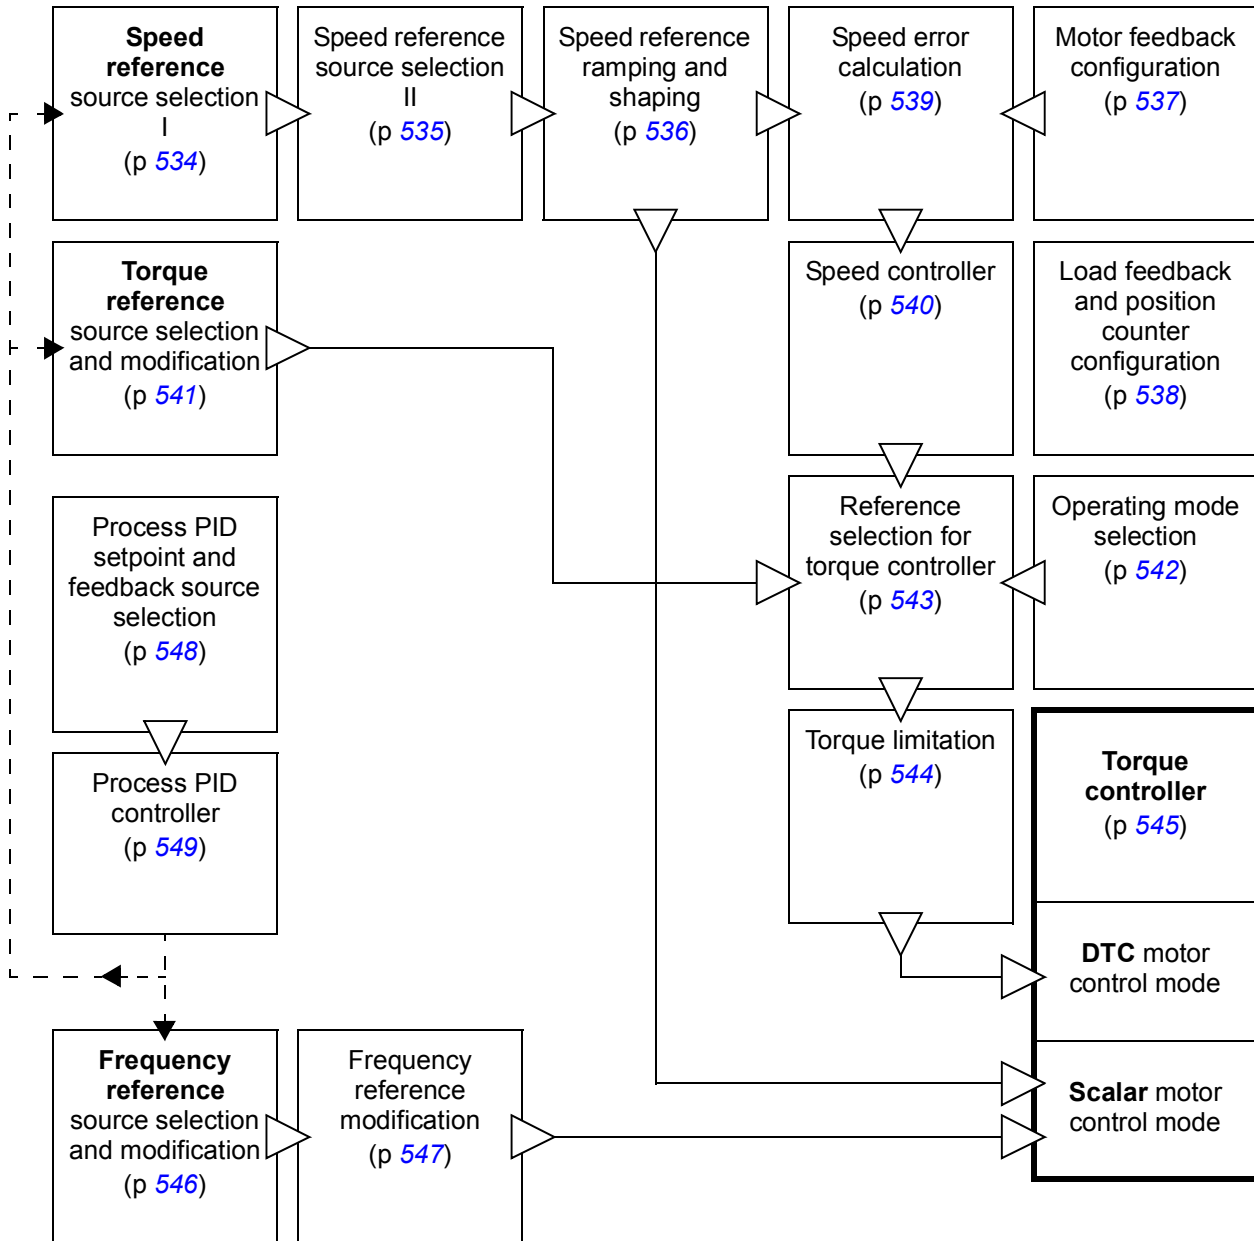 Speed
reference
source selection
I
(p 534)
Speed reference
source selection
II
(p 535)
Speed reference
ramping and
shaping
(p 536)
Speed error
calculation
(p 539)
Motor feedback
configuration
(p 537)
Torque
reference
source selection
and modification
(p 541)
Speed controller
(p 540)
Load feedback
and position
counter
configuration
(p 538)
Process PID
setpoint and
feedback source
selection
(p 548)
Reference
selection for
torque controller
(p 543)
Operating mode
selection
(p 542)
Process PID
controller
(p 549)
Torque limitation
(p 544)
Torque
controller
(p 545)
DTC motor
control mode
Scalar motor
control mode
Frequency
reference
source selection
and modification
(p 546)
Frequency
reference
modification
(p 547)